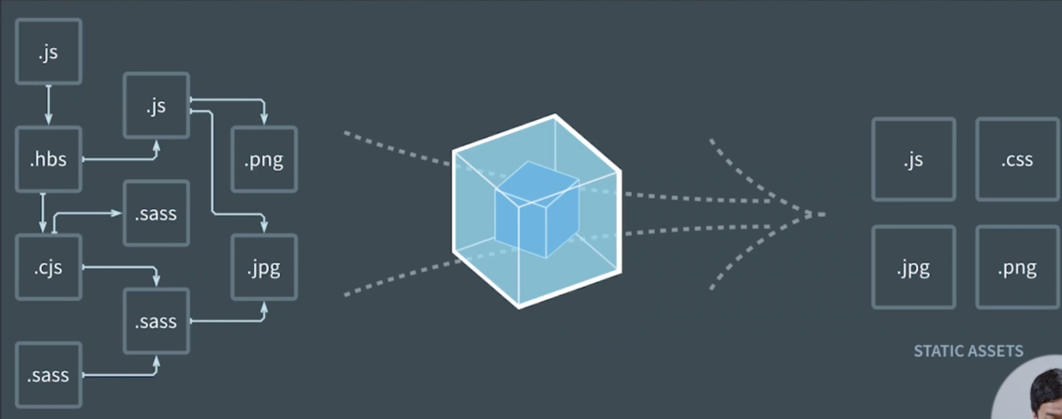 .js
.js
.hbs
.png
.sass
.cjs
.jpg
.sass
.sass
.js
.css
.jpg
.png
STATIC ASSETS